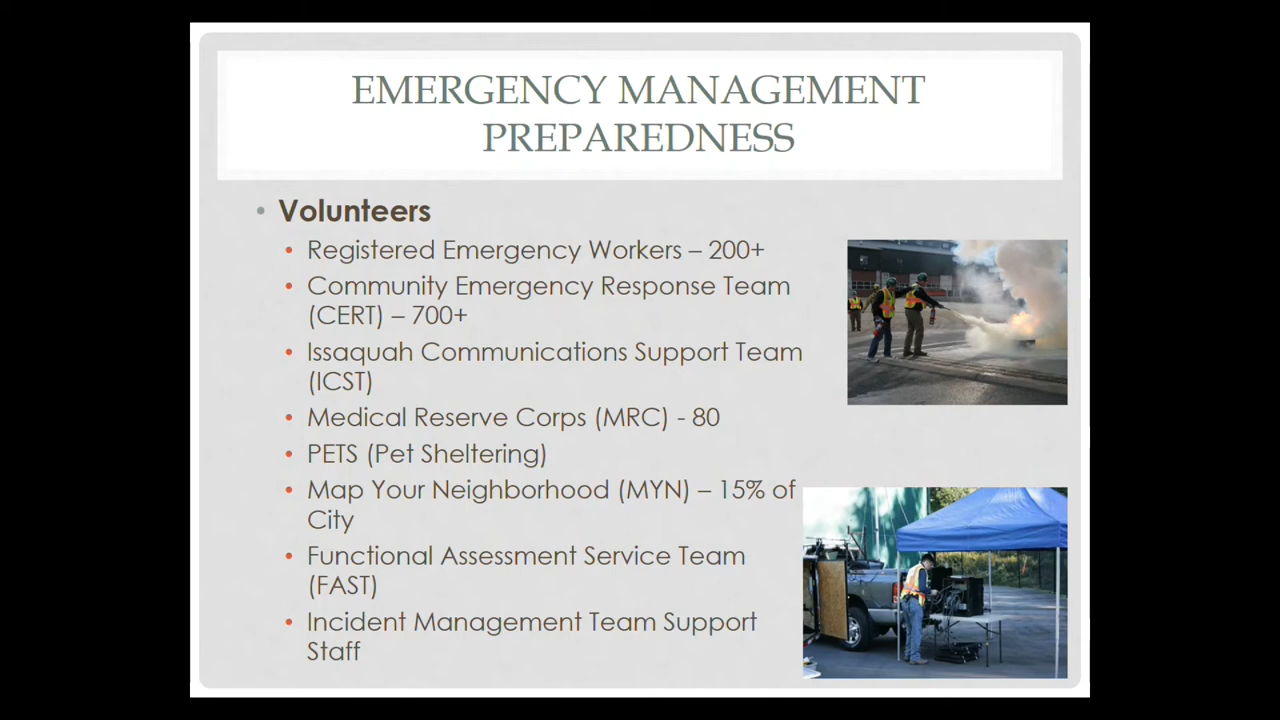 EMERGENCY MANAGEMENT
PREPAREDNESS
• Volunteers
• Registered Emergency Workers – 200+
• Community Emergency Response Team
(CERT) – 700+
• Issaquah Communications Support Team
(ICST)
• Medical Reserve Corps (MRC) - 80
• PETS (Pet Sheltering)
• Map Your Neighborhood (MYN) – 15% of
City
• Functional Assessment Service Team
(FAST)
• Incident Management Team Support
Staff